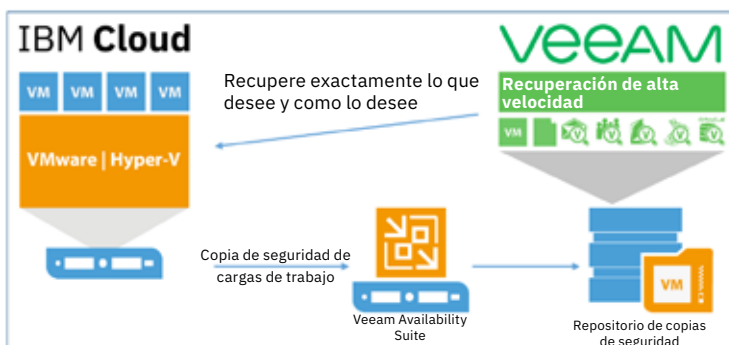 IBM Cloud
VM VM VM VM
VMware | Hyper-V
Recupere exactamente lo que
desee y como lo desee
veeAM
Recuperación de alta
velocidad
VM
Copia de seguridad de
cargas de trabajo
Veeam Availability
Suite
VM
Repositorio de copias
de seguridad